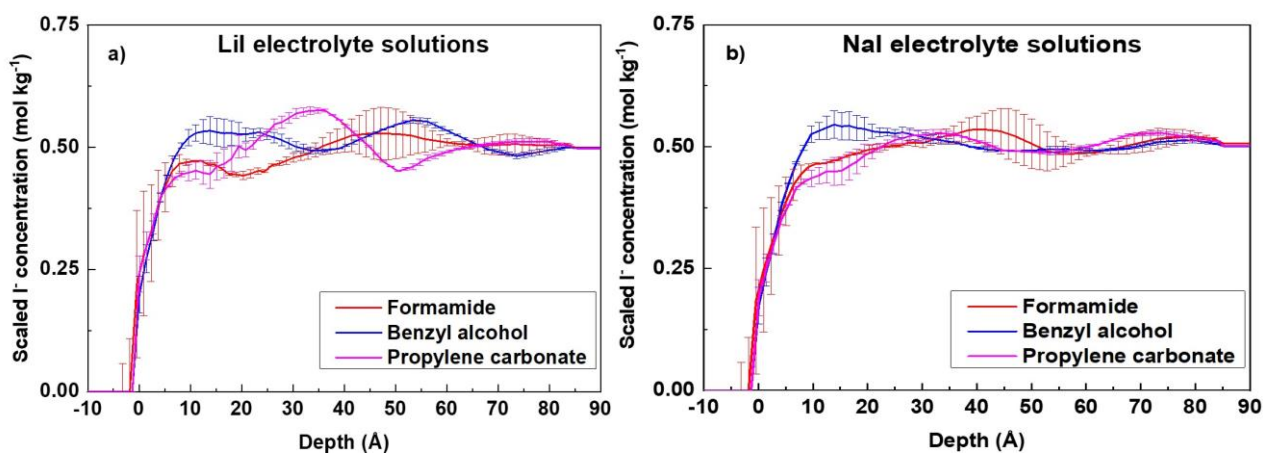 a)
LiI electrolyte solutions
Scaled I⁻ concentration (mol kg⁻¹)
0.75
0.50
0.25
0.00
Formamide
Benzyl alcohol
Propylene carbonate
-10 0 10 20 30 40 50 60 70 80 90
Depth (Å)
b)
NaI electrolyte solutions
Scaled I⁻ concentration (mol kg⁻¹)
0.75
0.50
0.25
0.00
Formamide
Benzyl alcohol
Propylene carbonate
-10 0 10 20 30 40 50 60 70 80 90
Depth (Å)